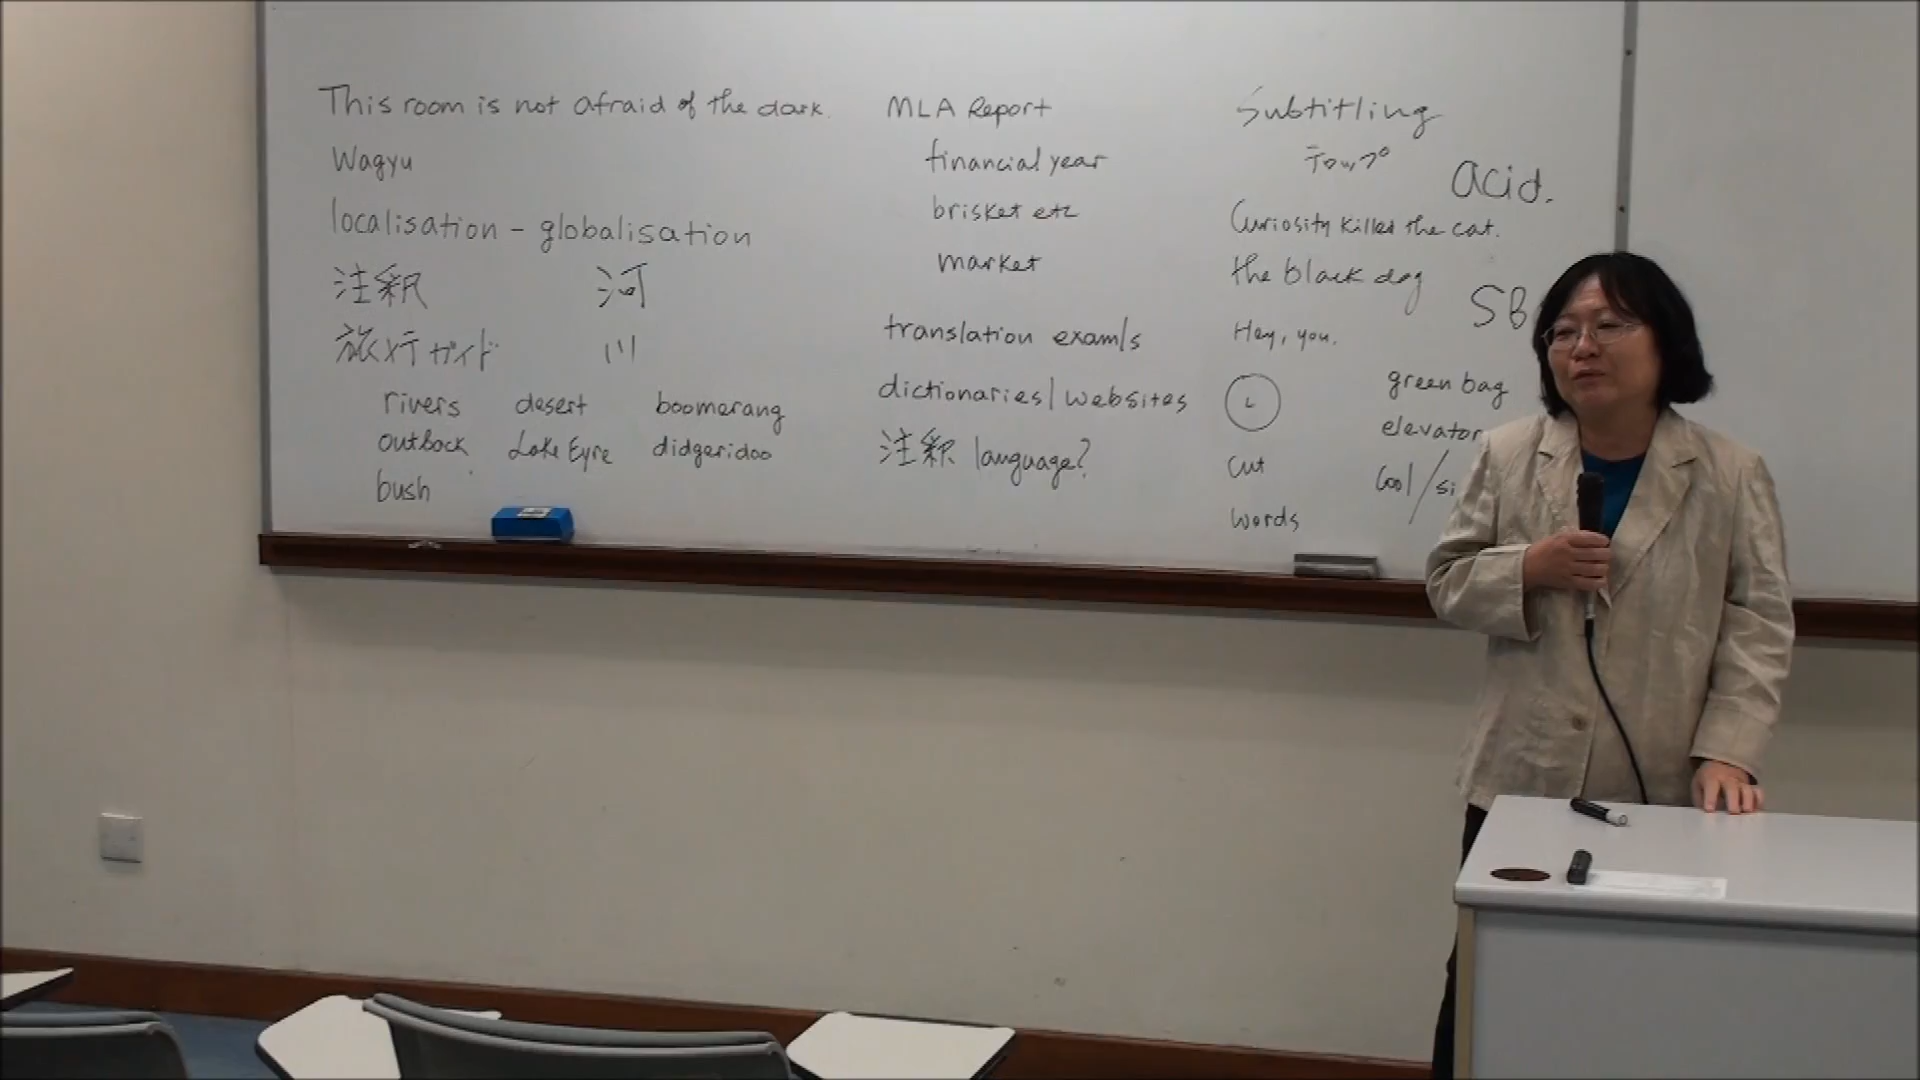 This room is not afraid of the dark.
Wagyu
localisation - globalisation
注釈 河
旅行ガイド 川
rivers desert boomerang
outback Lake Eyre didgeridoo
bush
MLA Report
financial year
brisket etc
market
translation exam/s
dictionaries/websites
注釈 language?
Subtitling
テロップ
acid.
Curiosity killed the cat.
the black dog
SB
Hey, you.
L
cut
words
green bag
elevator
Cool/si